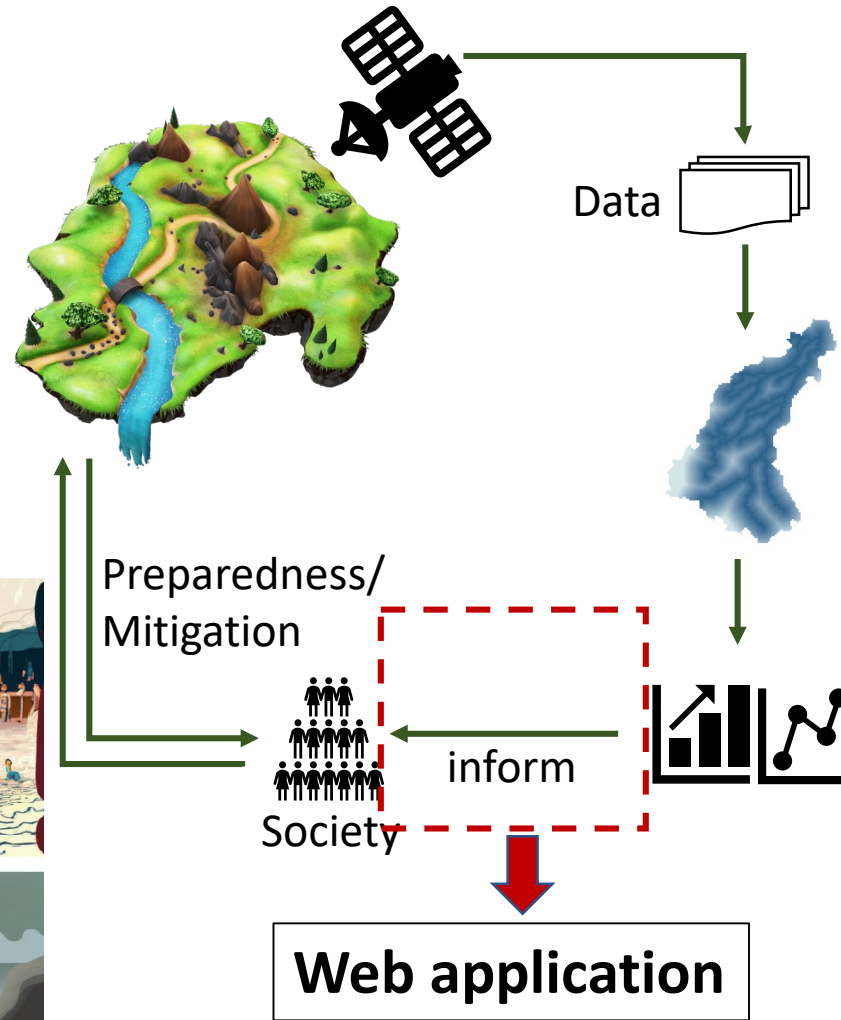 Data
Preparedness/
Mitigation
inform
Society
Web application